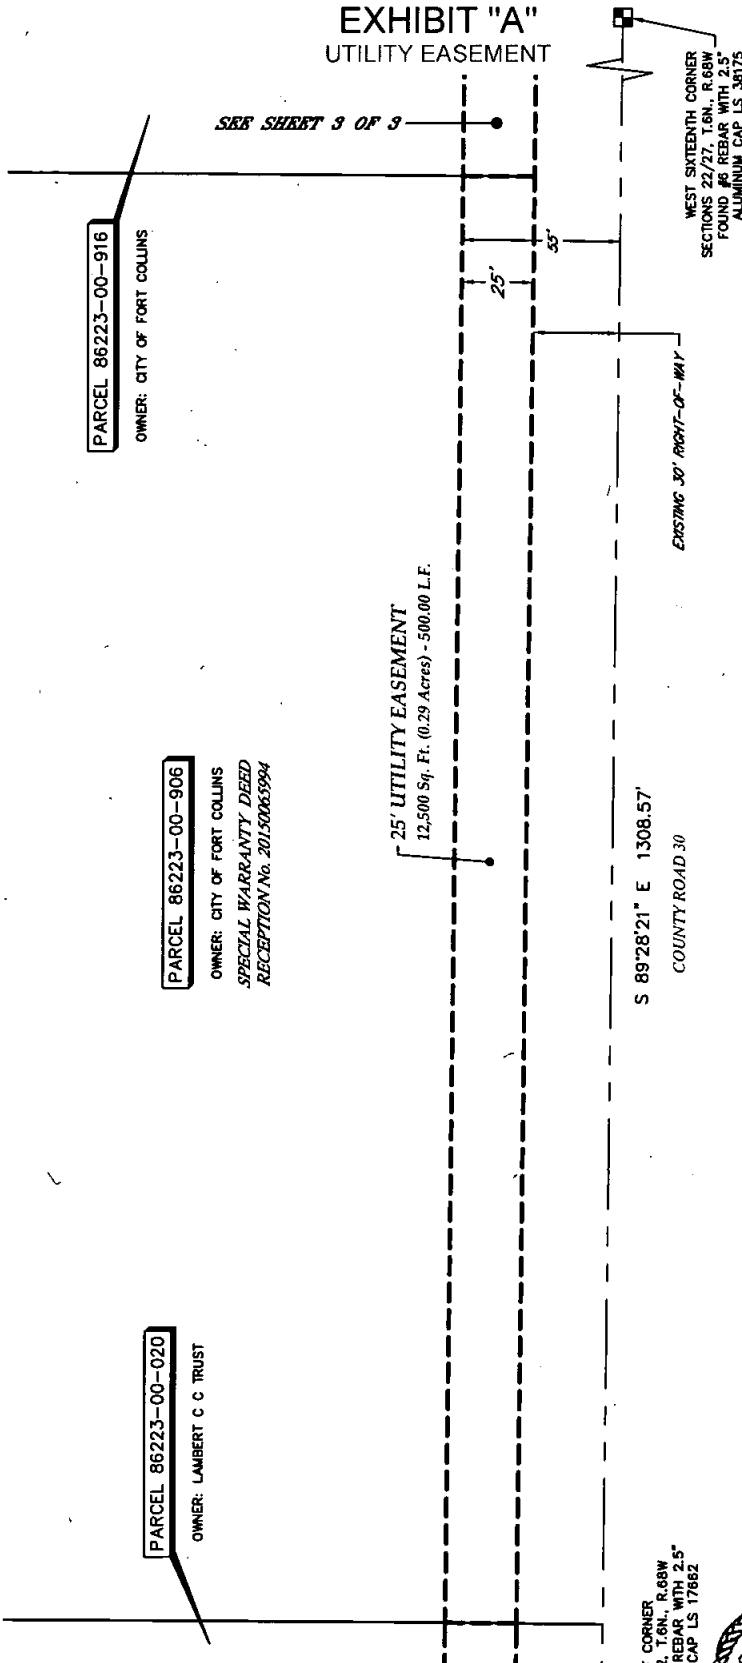 EXHIBIT "A"
UTILITY EASEMENT
SEE SHEET 3 OF 3
WEST SIXTEENTH CORNER
SECTIONS 22/27, T.6N., R.68W
FOUND #6 REBAR WITH 2.5"
ALUMINUM CAP LS 38175
PARCEL 86223-00-916
OWNER: CITY OF FORT COLLINS
55'
25'
EXISTING 30' RIGHT-OF-WAY
25' UTILITY EASEMENT
12,500 Sq. Ft. (0.29 Acres) - 500.00 L.F.
PARCEL 86223-00-906
OWNER: CITY OF FORT COLLINS
SPECIAL WARRANTY DEED
RECEPTION No. 20150065994
S 89°28'21" E 1308.57'
COUNTY ROAD 30
PARCEL 86223-00-020
OWNER: LAMBERT C C TRUST
CORNER
T.6N., R.68W
REBAR WITH 2.5"
CAP LS 17662